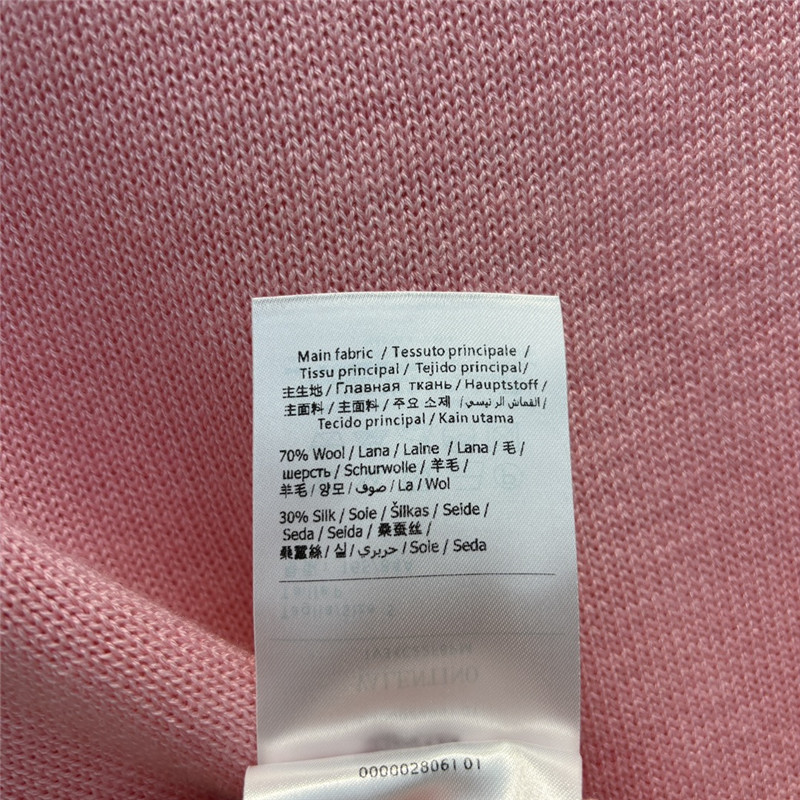 Main fabric / Tessuto principale /
Tissu principal / Tejido principal/
主生地 / Главная ткань / Hauptstoff /
主面料 / 主面料 / 주요 소재 / القماش الرئيسي /
Tecido principal / Kain utama
70% Wool / Lana / Laine / Lana / 毛 /
шерсть / Schurwolle / 羊毛 /
羊毛 / 양모 / صوف / La / Wol
30% Silk / Soie / Šilkas / Seide /
Seda / Seida / 桑蚕丝 /
桑蠶絲 / 실 / حريري / Soie / Seda
VALENTINO
0000028061 01